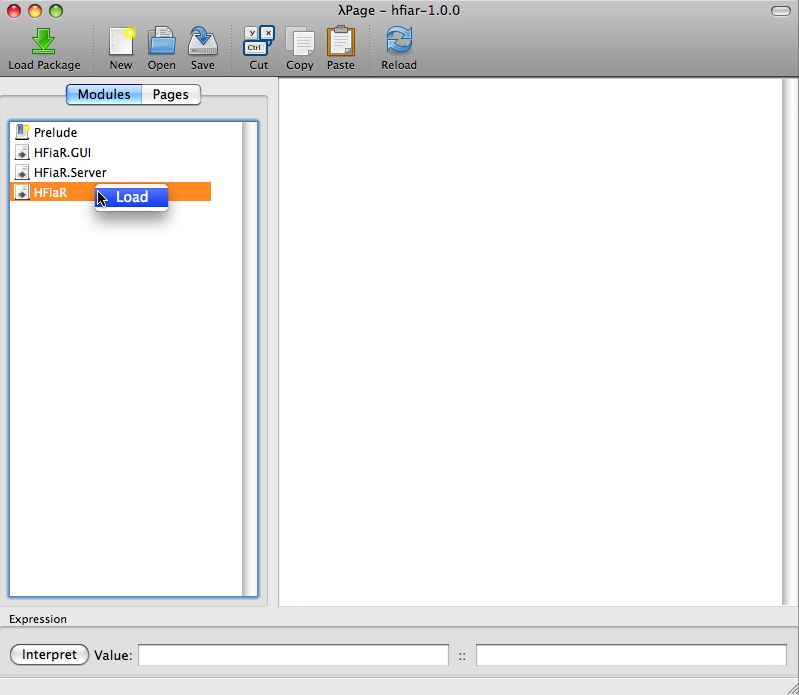 λPage - hfiar-1.0.0
Load Package New Open Save Cut Copy Paste Reload
Y X
Ctrl
Modules Pages
Prelude
HFiaR.GUI
HFiaR.Server
HFiaR Load
Expression
Interpret Value: ::